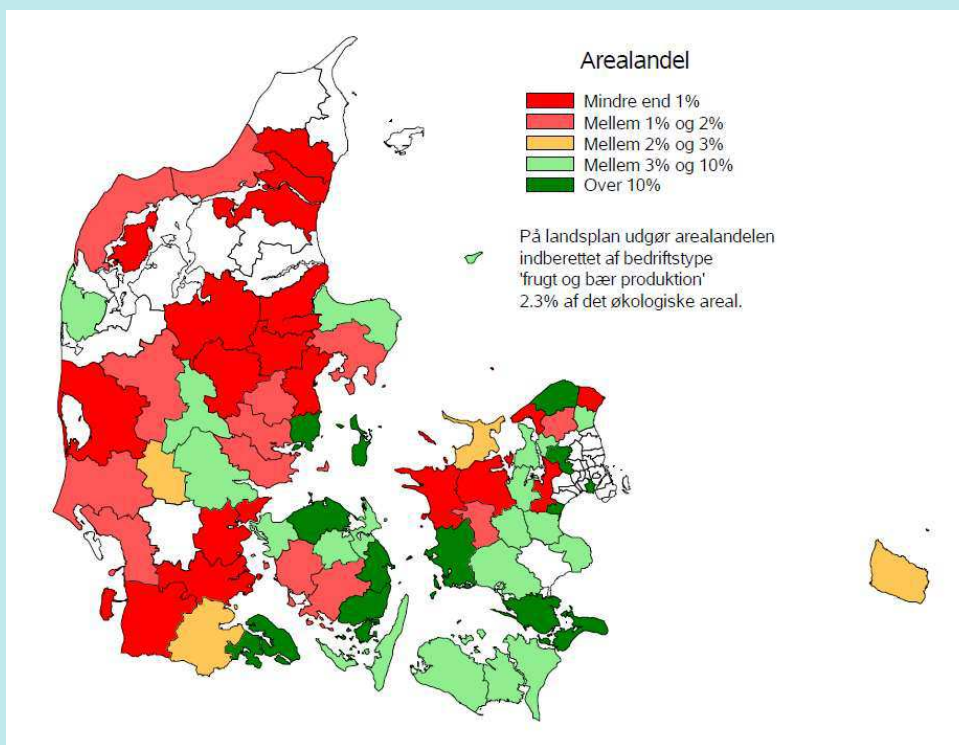 Arealandel
Mindre end 1%
Mellem 1% og 2%
Mellem 2% og 3%
Mellem 3% og 10%
Over 10%
På landsplan udgør arealandelen
indberettet af bedriftstype
'frugt og bær produktion'
2.3% af det økologiske areal.